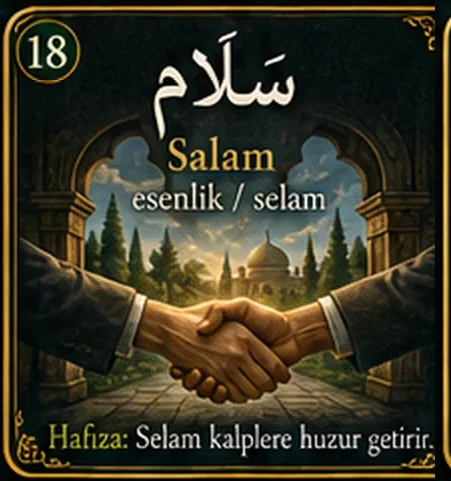 18
سَلَام
Salam
esenlik / selam
Hafıza: Selam kalplere huzur getirir.